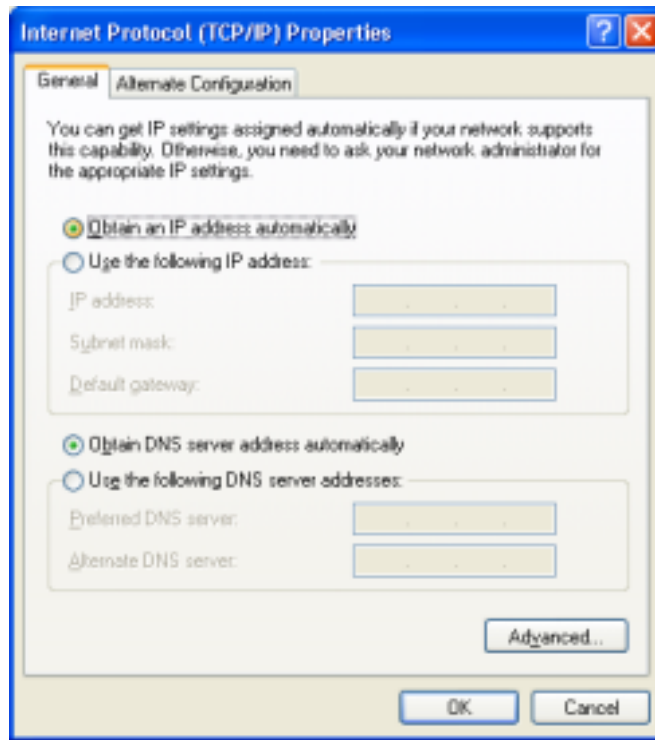 Internet Protocol (TCP/IP) Properties
General
Alternate Configuration
You can get IP settings assigned automatically if your network supports
this capability. Otherwise, you need to ask your network administrator for
the appropriate IP settings.
Obtain an IP address automatically
Use the following IP address:
IP address:
Subnet mask:
Default gateway:
Obtain DNS server address automatically
Use the following DNS server addresses:
Preferred DNS server:
Alternate DNS server:
Advanced...
OK
Cancel